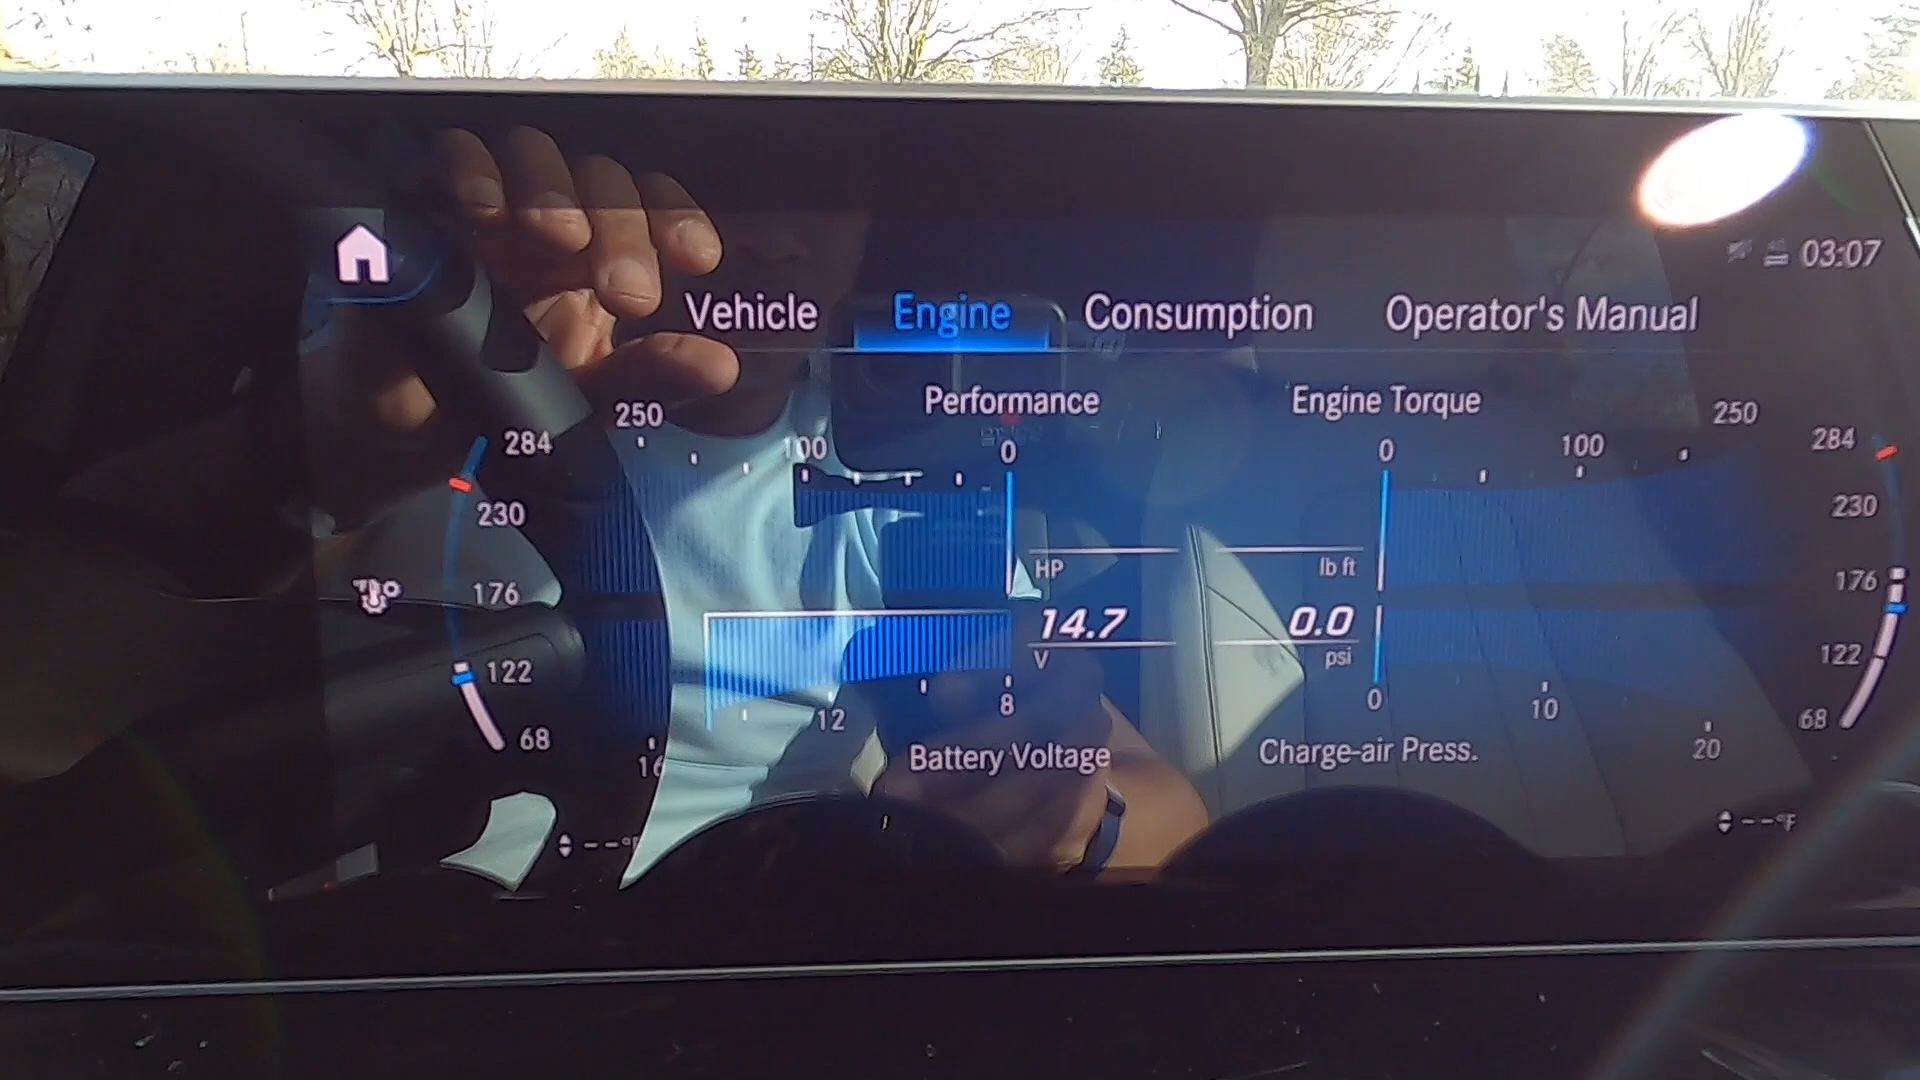 03:07
Vehicle Engine Consumption Operator's Manual
Performance Engine Torque
250 100 0 0 100 250
284 284
230 230
HP lb ft
176 176
14.7 0.0
V psi
122 122
12 8 0 10
68 68
16 20
Battery Voltage Charge-air Press.
--°F --°F